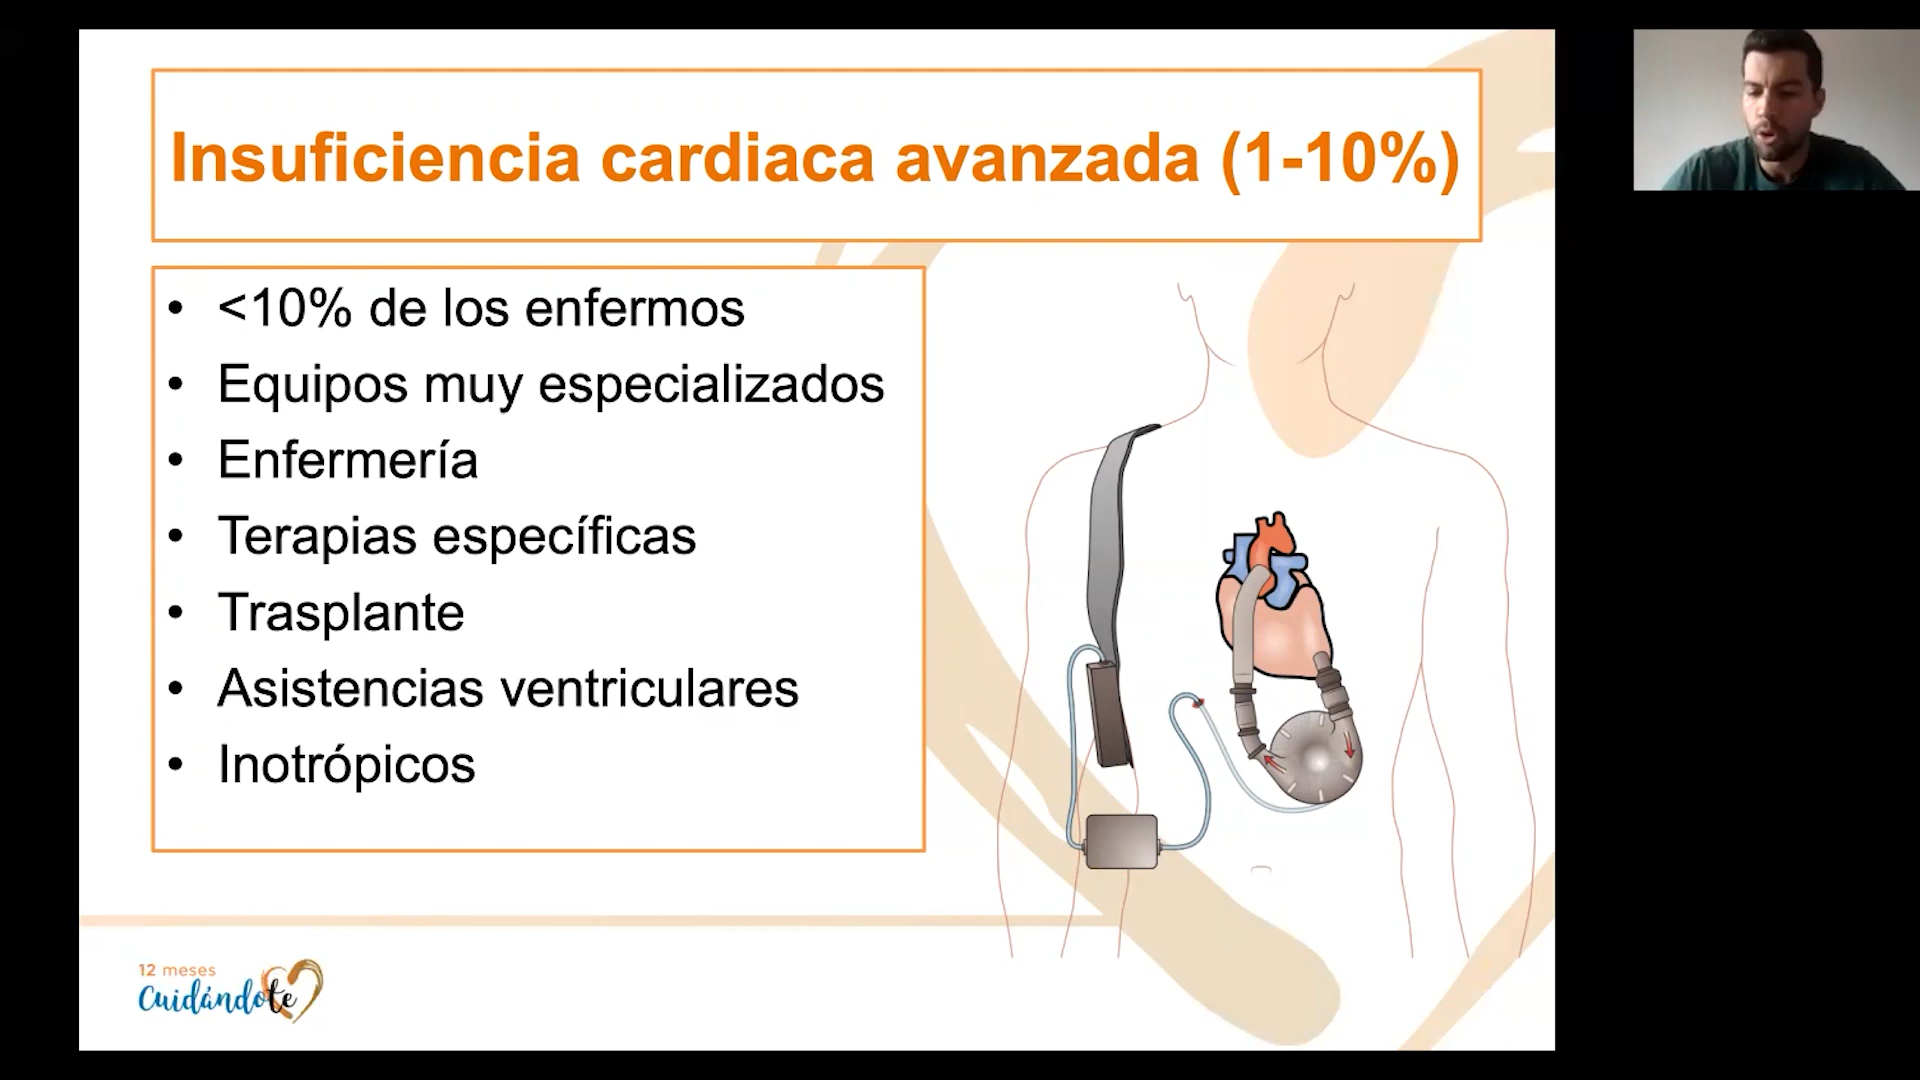 Insuficiencia cardiaca avanzada (1-10%)
• <10% de los enfermos
• Equipos muy especializados
• Enfermería
• Terapias específicas
• Trasplante
• Asistencias ventriculares
• Inotrópicos
12 meses
Cuidándote